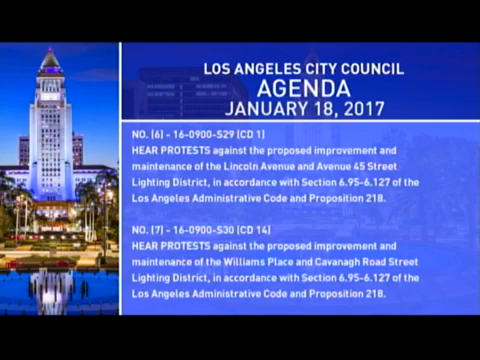 LOS ANGELES CITY COUNCIL
AGENDA
JANUARY 18, 2017
NO. (6) - 16-0900-S29 (CD 1)
HEAR PROTESTS against the proposed improvement and
maintenance of the Lincoln Avenue and Avenue 45 Street
Lighting District, in accordance with Section 6.95-6.127 of the
Los Angeles Administrative Code and Proposition 218.
NO. (7) - 16-0900-S30 (CD 14)
HEAR PROTESTS against the proposed improvement and
maintenance of the Williams Place and Cavanagh Road Street
Lighting District, in accordance with Section 6.95-6.127 of the
Los Angeles Administrative Code and Proposition 218.